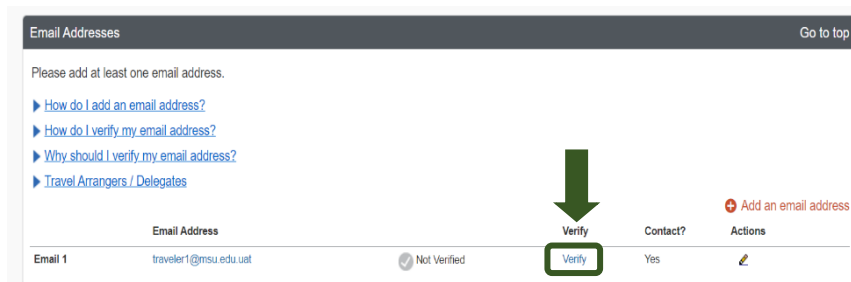 Email Addresses Go to top
Please add at least one email address.
How do I add an email address?
How do I verify my email address?
Why should I verify my email address?
Travel Arrangers / Delegates
Add an email address
Email Address Verify Contact? Actions
Email 1 traveler1@msu.edu.uat Not Verified Verify Yes